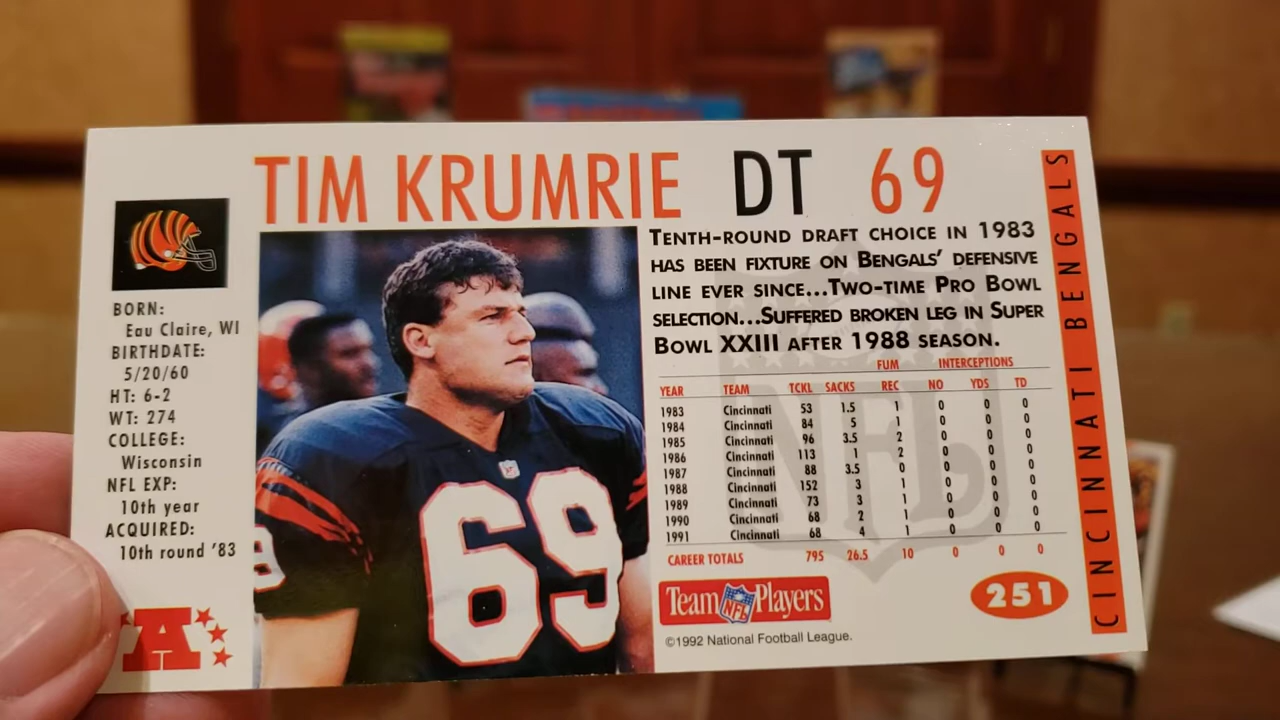 TIM KRUMRIE DT 69
BORN:
Eau Claire, WI
BIRTHDATE:
5/20/60
HT: 6-2
WT: 274
COLLEGE:
Wisconsin
NFL EXP:
10th year
ACQUIRED:
10th round '83
A
69
9
TENTH-ROUND DRAFT CHOICE IN 1983
HAS BEEN FIXTURE ON BENGALS' DEFENSIVE
LINE EVER SINCE...TWO-TIME PRO BOWL
SELECTION...SUFFERED BROKEN LEG IN SUPER
BOWL XXIII AFTER 1988 SEASON.
FUM INTERCEPTIONS
YEAR TEAM TCKL SACKS REC NO YDS TD
1983 Cincinnati 53 1.5 1 0 0 0
1984 Cincinnati 84 5 1 0 0 0
1985 Cincinnati 96 3.5 2 0 0 0
1986 Cincinnati 113 1 2 0 0 0
1987 Cincinnati 88 3.5 0 0 0 0
1988 Cincinnati 152 3 1 0 0 0
1989 Cincinnati 73 3 1 0 0 0
1990 Cincinnati 68 2 1 0 0 0
1991 Cincinnati 68 4 1 0 0 0
CAREER TOTALS 795 26.5 10 0 0 0
NFL
Team NFL Players
251
©1992 National Football League.
CINCINNATI BENGALS